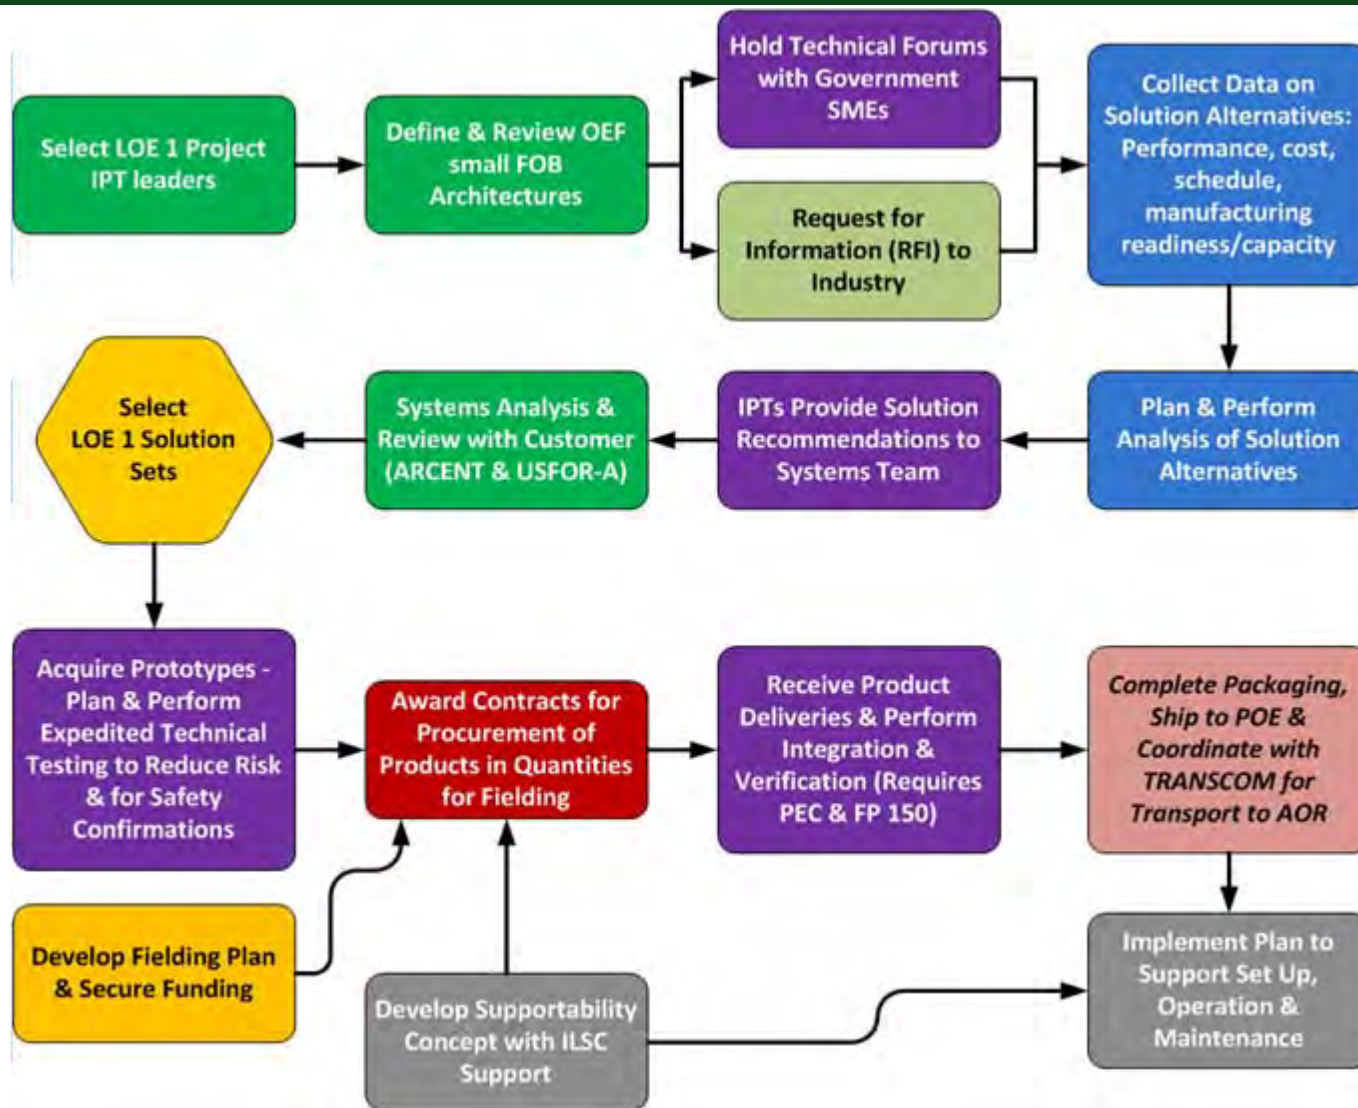 Select LOE 1 Project
IPT leaders
Define & Review OEF
small FOB
Architectures
Hold Technical Forums
with Government
SMEs
Request for
Information (RFI) to
Industry
Collect Data on
Solution Alternatives:
Performance, cost,
schedule,
manufacturing
readiness/capacity
Select
LOE 1 Solution
Sets
Systems Analysis &
Review with Customer
(ARCENT & USFOR-A)
IPTs Provide Solution
Recommendations to
Systems Team
Plan & Perform
Analysis of Solution
Alternatives
Acquire Prototypes -
Plan & Perform
Expedited Technical
Testing to Reduce Risk
& for Safety
Confirmations
Award Contracts for
Procurement of
Products in Quantities
for Fielding
Receive Product
Deliveries & Perform
Integration &
Verification (Requires
PEC & FP 150)
Complete Packaging,
Ship to POE &
Coordinate with
TRANSCOM for
Transport to AOR
Develop Fielding Plan
& Secure Funding
Develop Supportability
Concept with ILSC
Support
Implement Plan to
Support Set Up,
Operation &
Maintenance